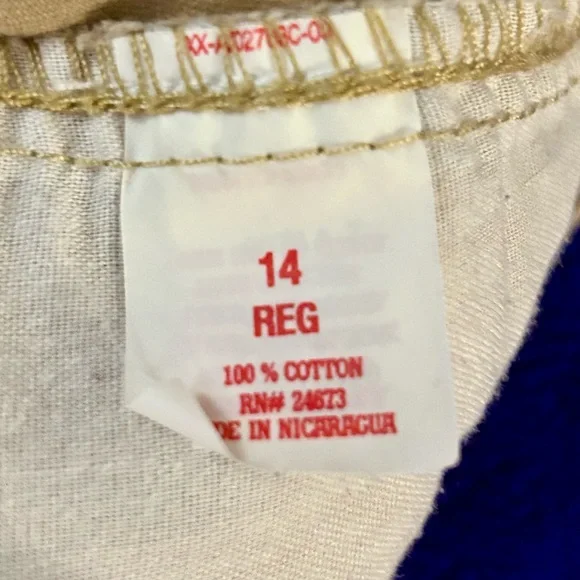 14
REG
100 % COTTON
RN# 24673
DE IN NICARAGUA